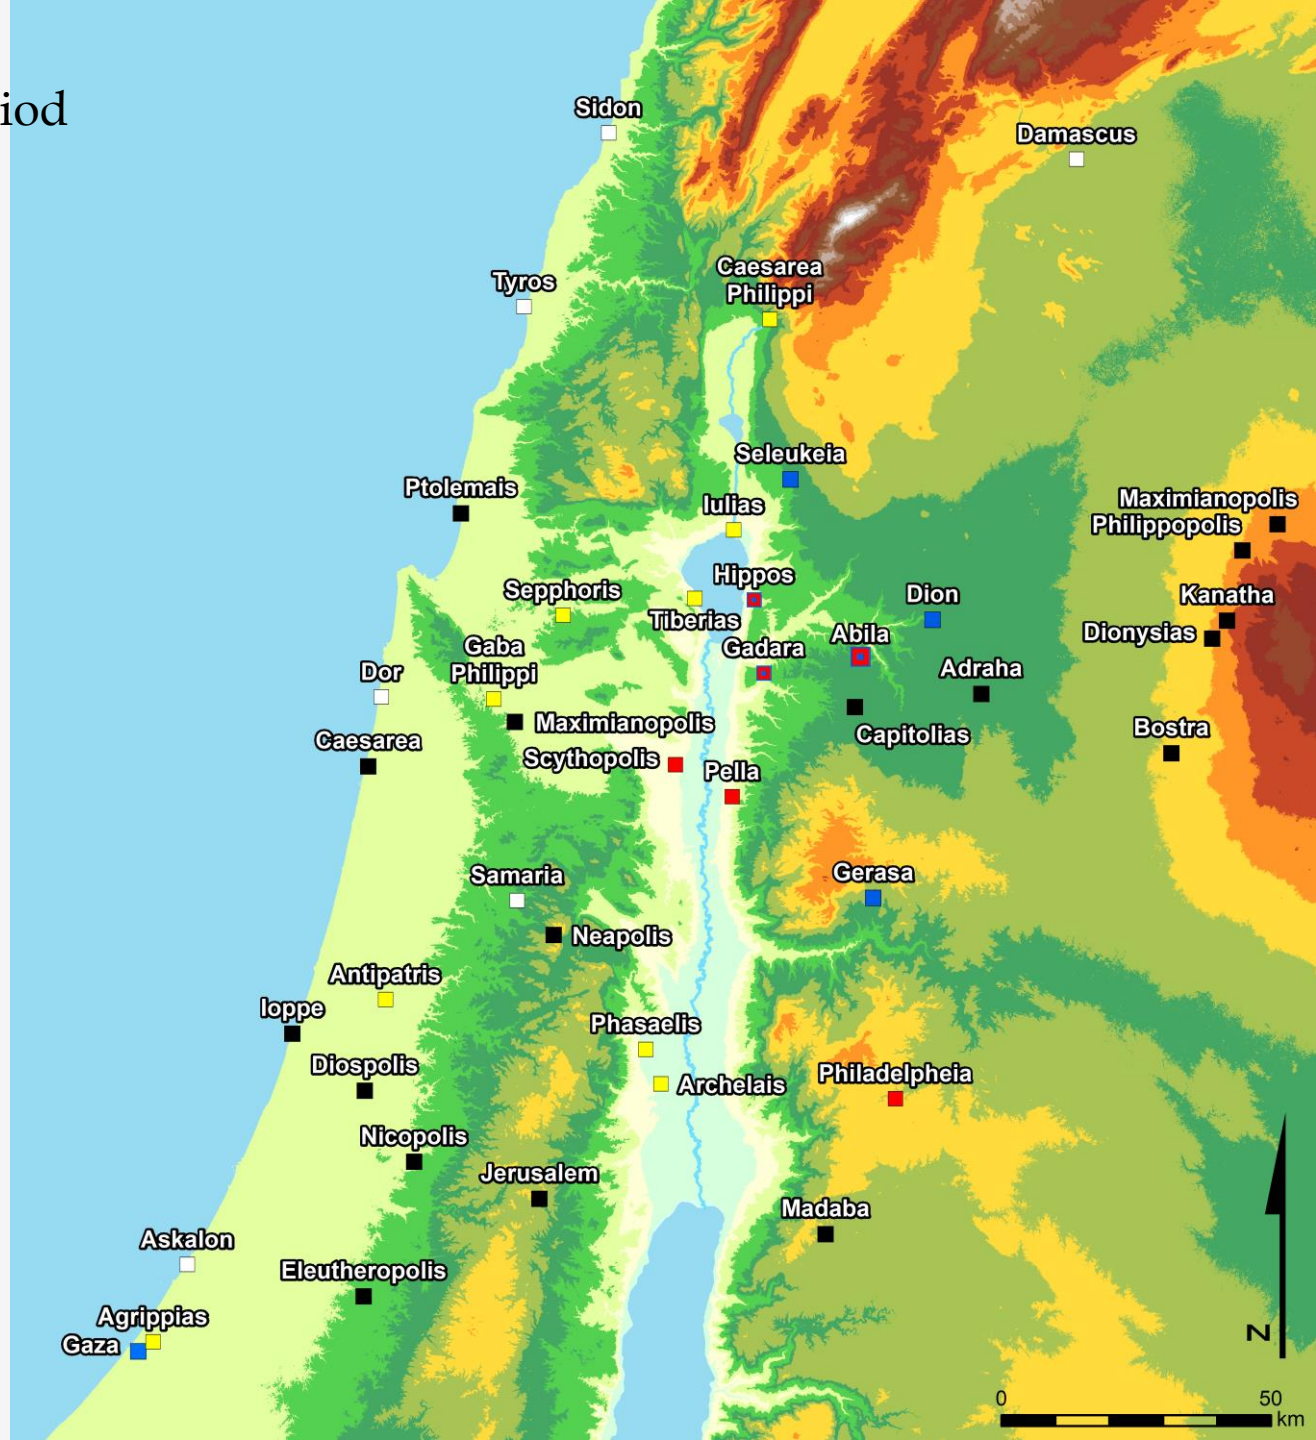 iod
Sidon
Damascus
Caesarea
Philippi
Tyros
Seleukeia
Ptolemais
Iulias
Maximianopolis
Philippopolis
Hippos
Sepphoris
Tiberias
Dion
Kanatha
Dionysias
Abila
Gadara
Gaba
Philippi
Dor
Adraha
Maximianopolis
Capitolias
Bostra
Caesarea
Scythopolis
Pella
Samaria
Gerasa
Neapolis
Antipatris
Ioppe
Phasaelis
Diospolis
Archelais
Philadelpheia
Nicopolis
Jerusalem
Madaba
Askalon
Eleutheropolis
Agrippias
Gaza
N
0 50
km